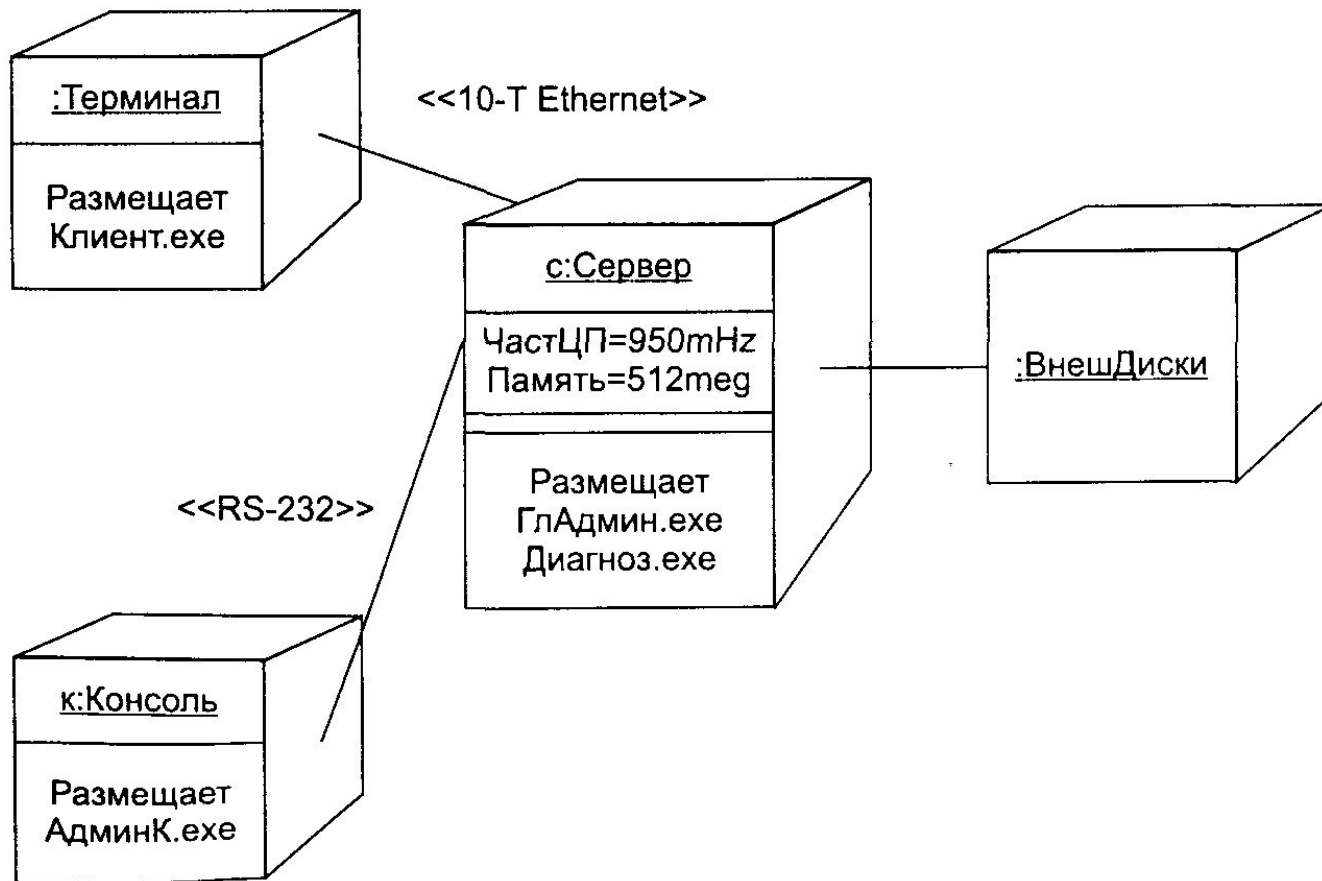 :Терминал
Размещает
Клиент.exe
<<10-T Ethernet>>
с:Сервер
ЧастЦП=950mHz
Память=512meg
Размещает
ГлАдмин.exe
Диагноз.exe
:ВнешДиски
<<RS-232>>
к:Консоль
Размещает
АдминК.exe